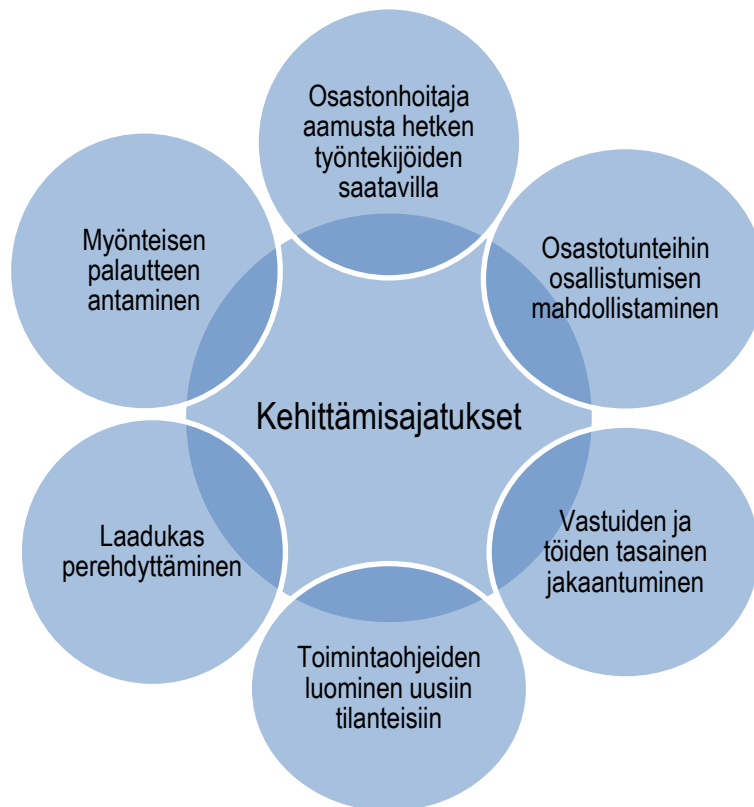 Osastonhoitaja
aamusta hetken
työntekijöiden
saatavilla
Myönteisen
palautteen
antaminen
Osastotunteihin
osallistumisen
mahdollistaminen
Kehittämisajatukset
Laadukas
perehdyttäminen
Vastuiden ja
töiden tasainen
jakaantuminen
Toimintaohjeiden
luominen uusiin
tilanteisiin